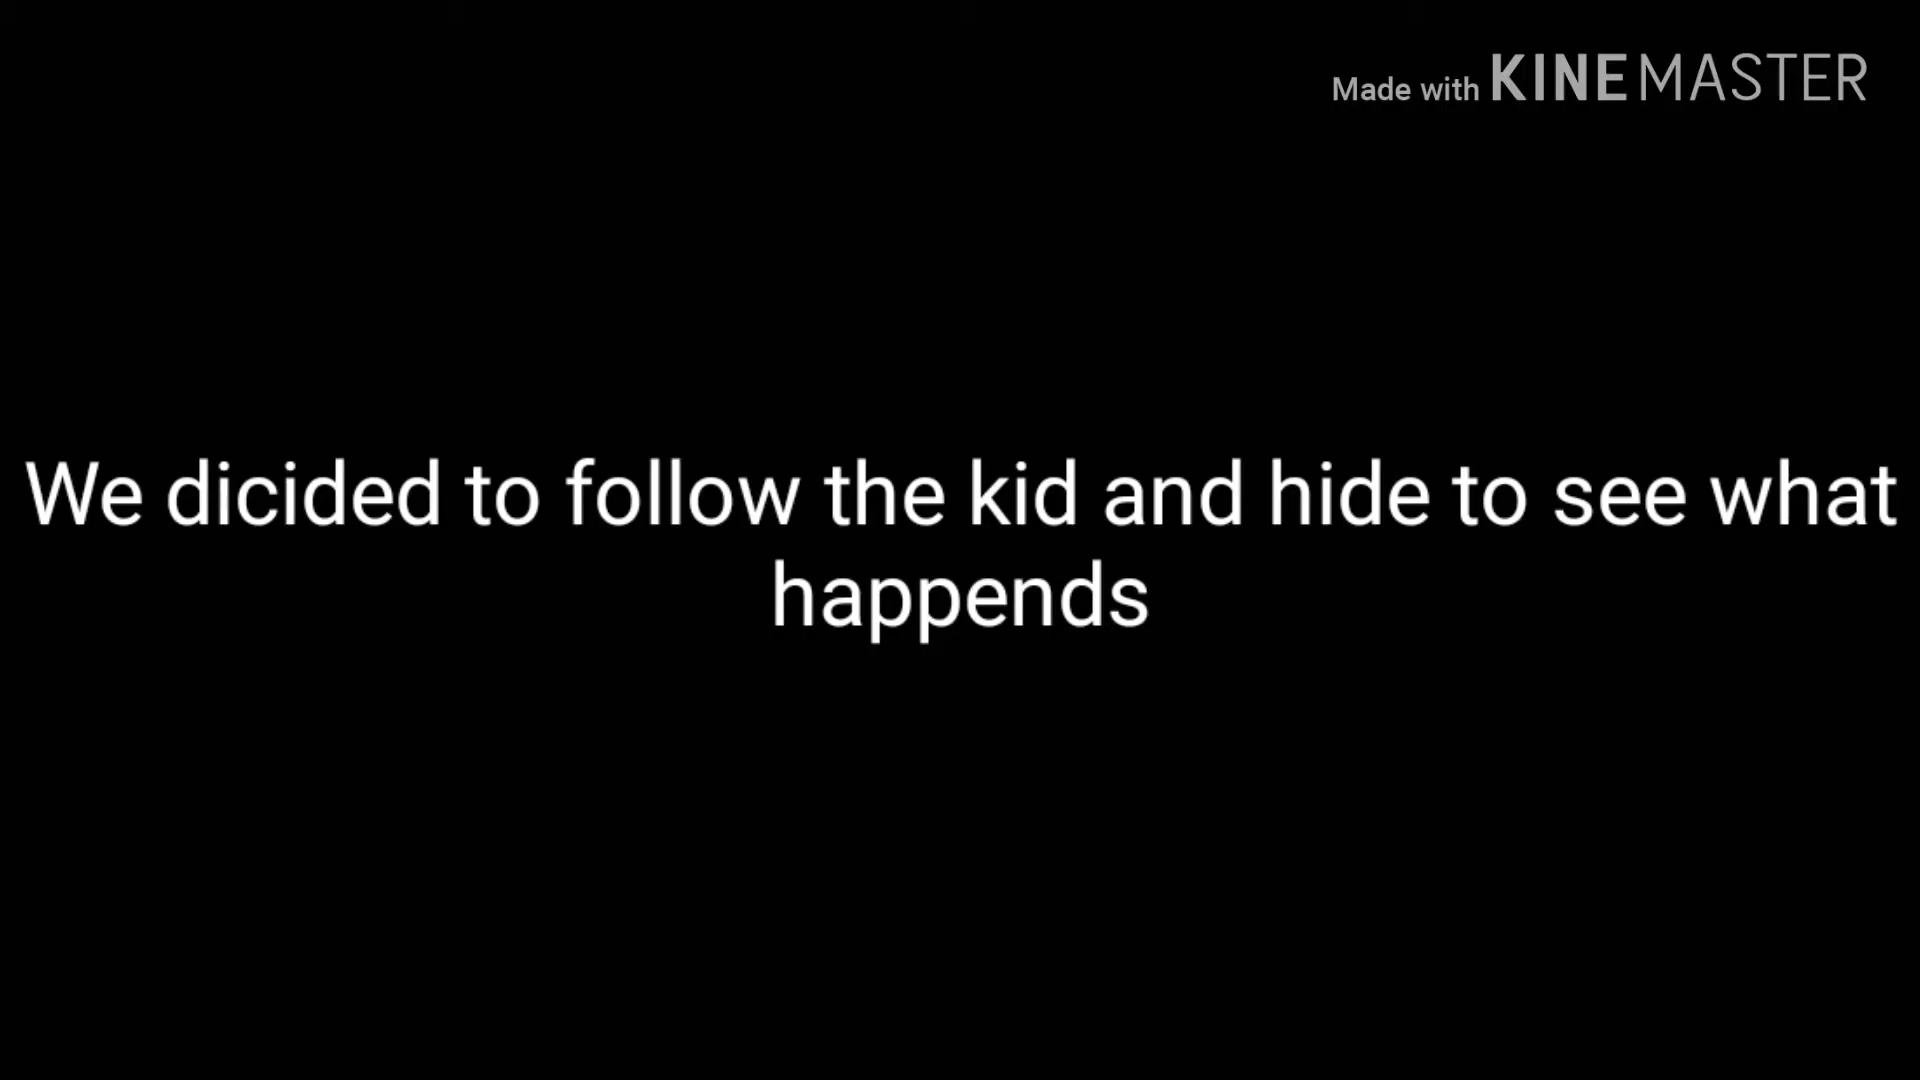 Made with KINEMASTER
We dicided to follow the kid and hide to see what
happends